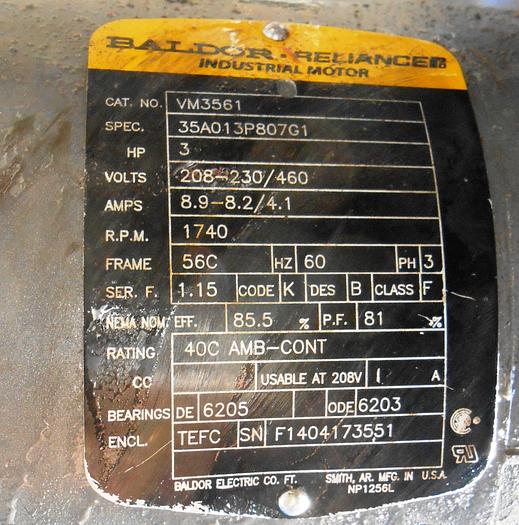 BALDOR · RELIANCE
INDUSTRIAL MOTOR
CAT. NO. VM3561
SPEC. 35A013P807G1
HP 3
VOLTS 208-230/460
AMPS 8.9-8.2/4.1
R.P.M. 1740
FRAME 56C HZ 60 PH 3
SER. F. 1.15 CODE K DES B CLASS F
NEMA NOM. EFF. 85.5 % P.F. 81 %
RATING 40C AMB-CONT
CC USABLE AT 208V A
BEARINGS DE 6205 ODE 6203
ENCL. TEFC SN F1404173551
BALDOR ELECTRIC CO. FT. SMITH, AR. MFG. IN U.S.A.
NP1256L